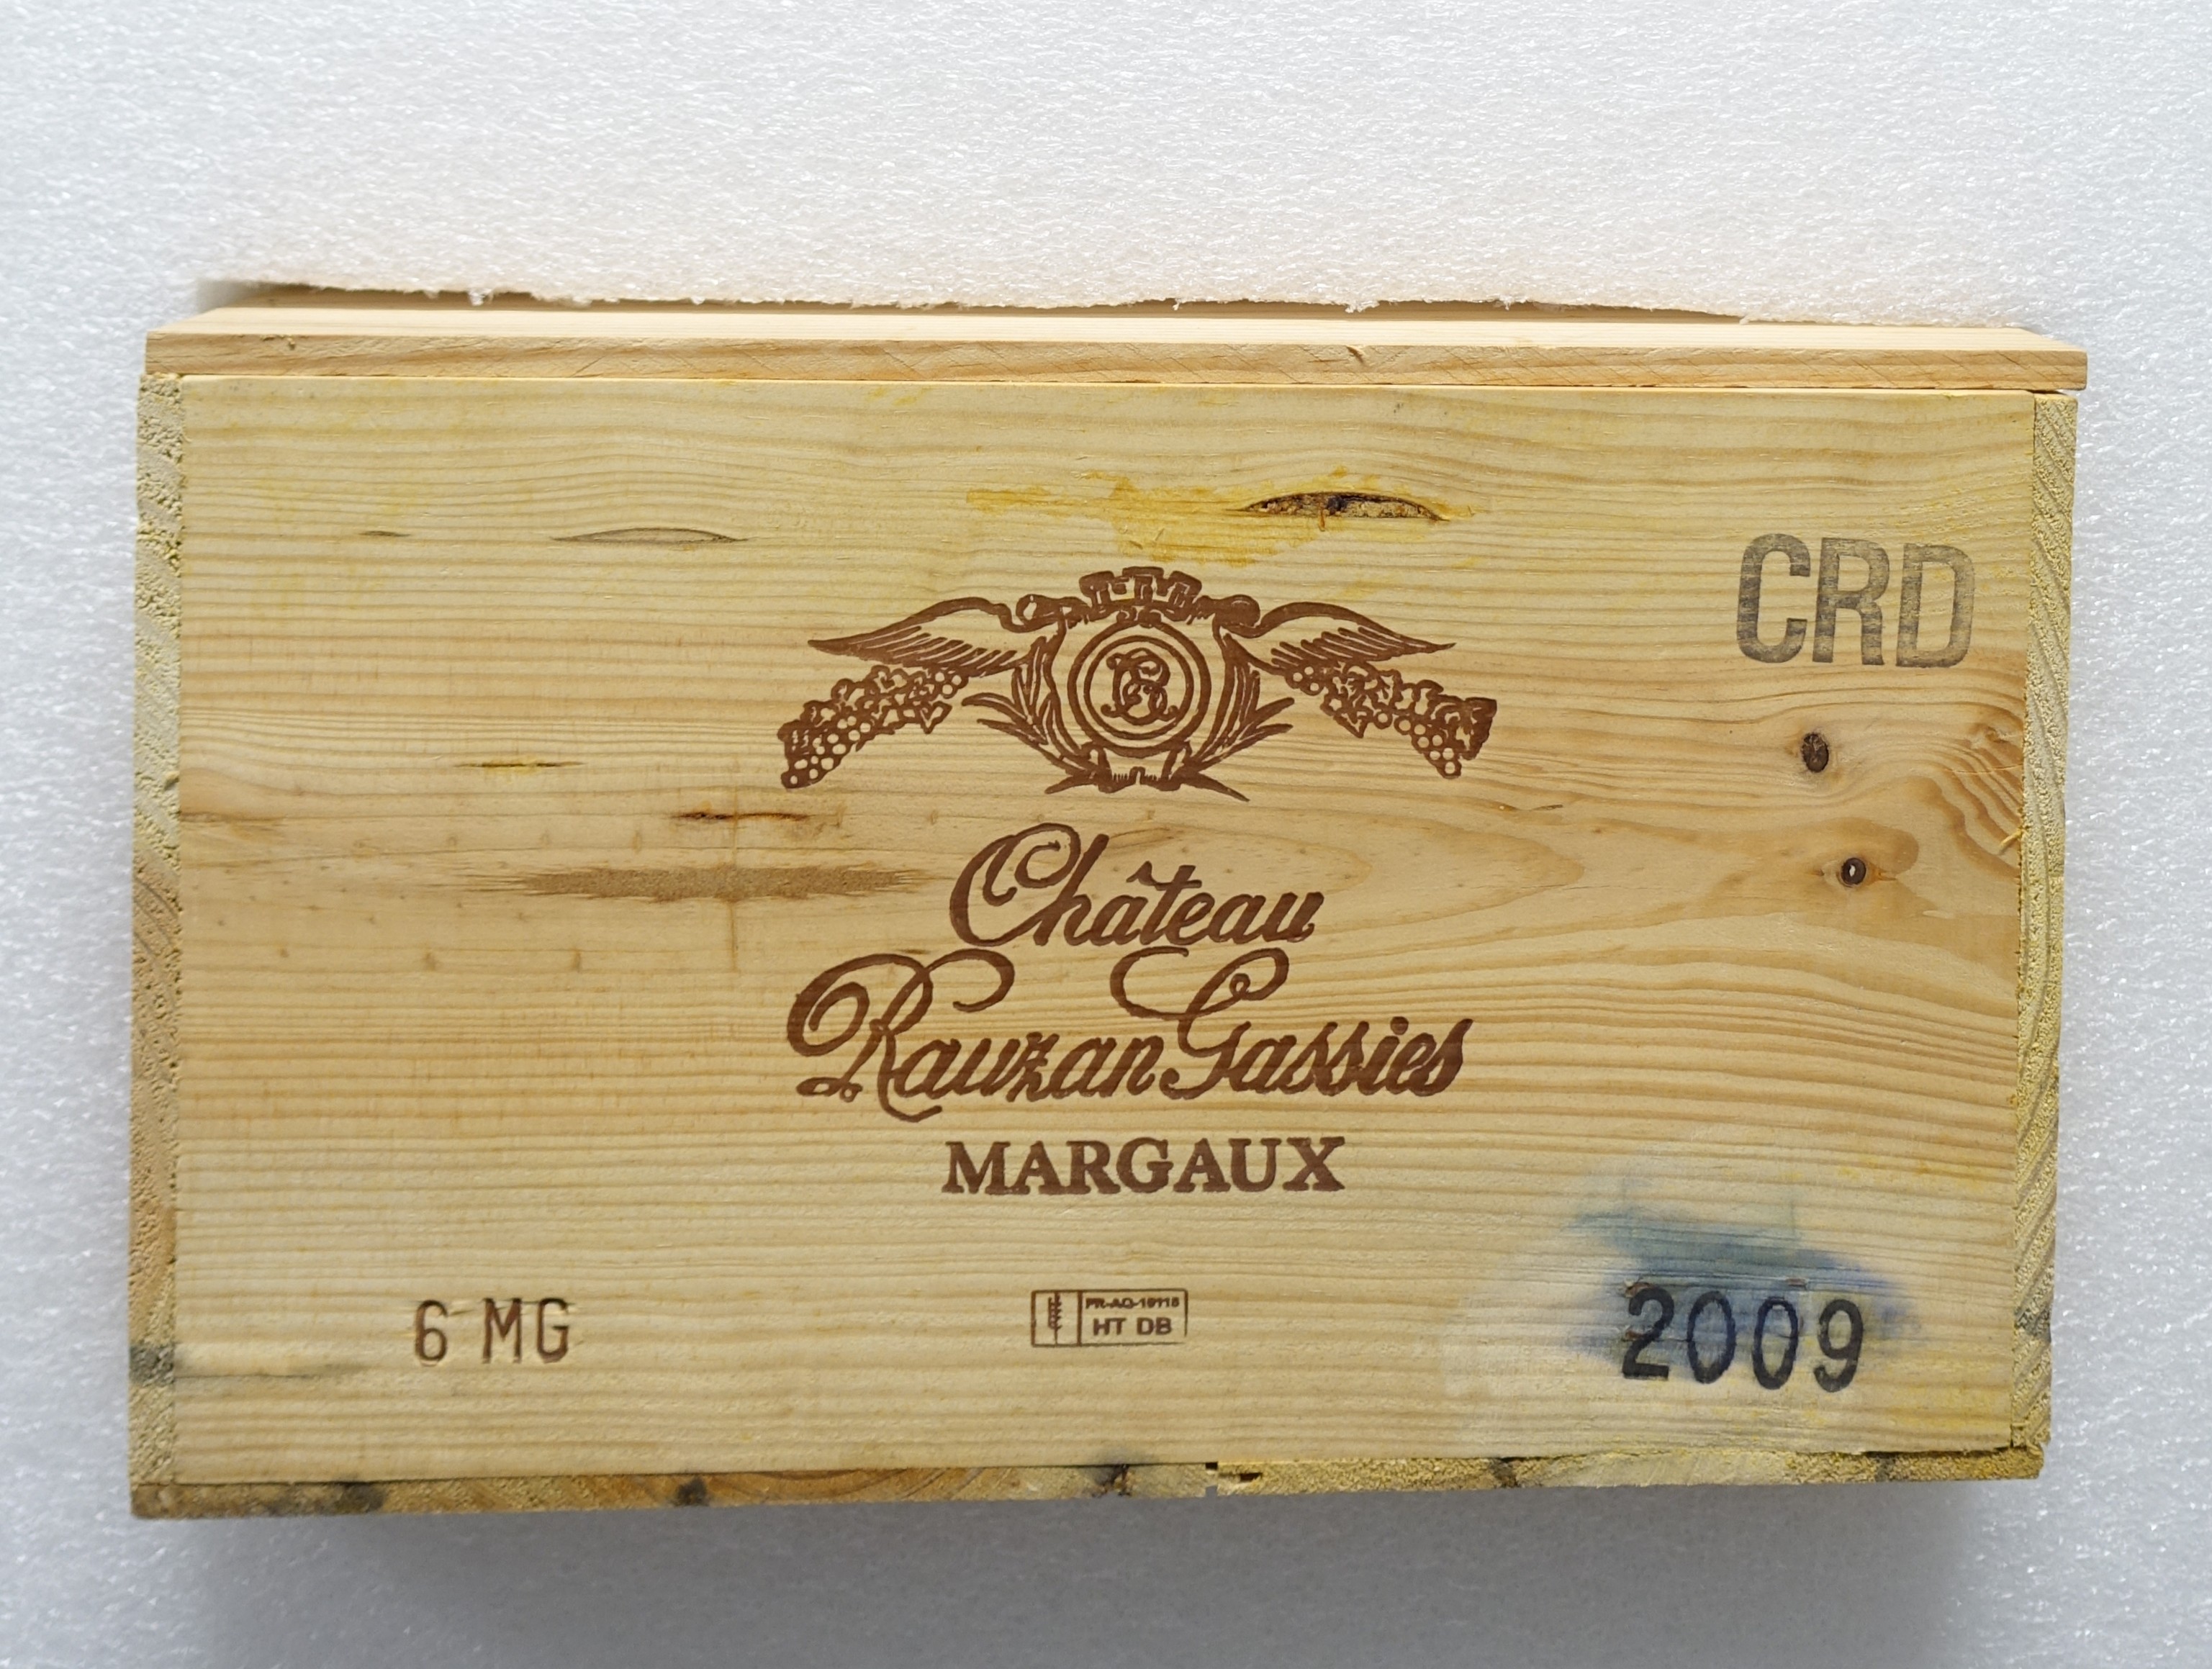 CRD
Château
Rauzan Gassies
MARGAUX
6 MG
HT DB
2009